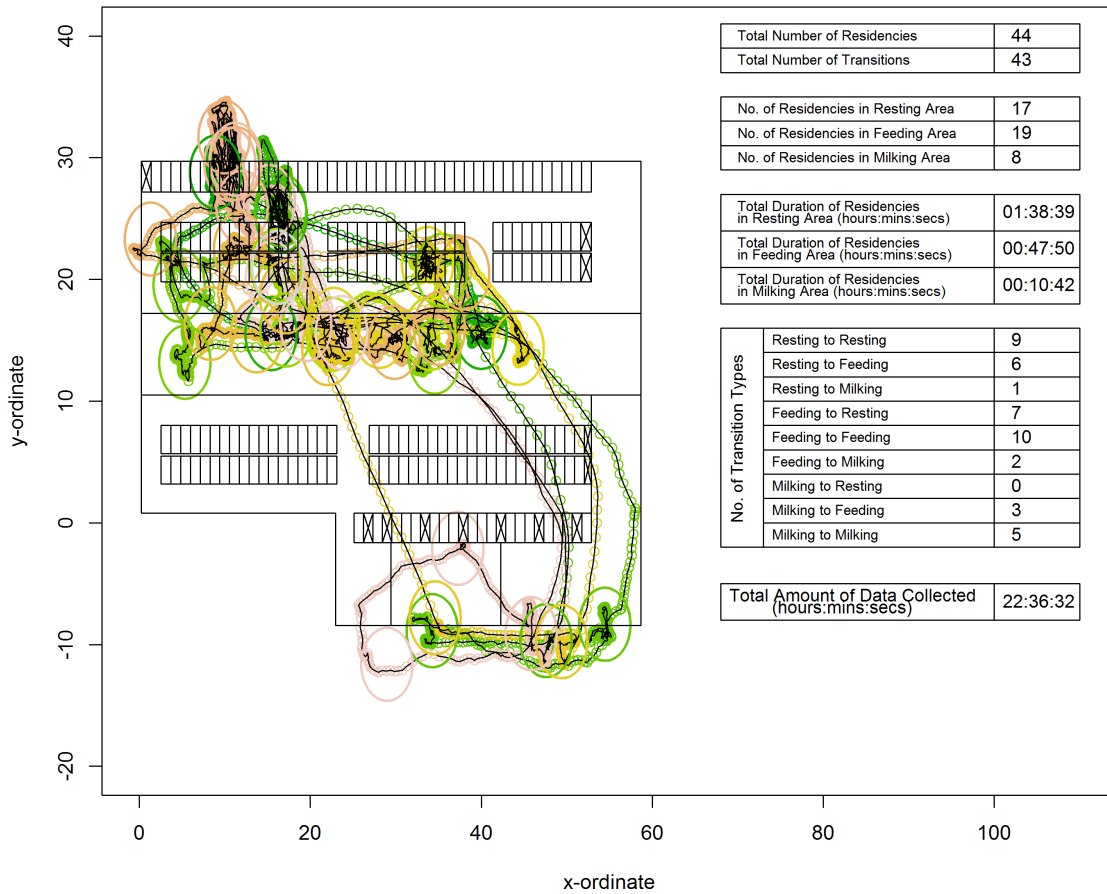 Total Number of Residencies 44
Total Number of Transitions 43
No. of Residencies in Resting Area 17
No. of Residencies in Feeding Area 19
No. of Residencies in Milking Area 8
Total Duration of Residencies
in Resting Area (hours:mins:secs) 01:38:39
Total Duration of Residencies
in Feeding Area (hours:mins:secs) 00:47:50
Total Duration of Residencies
in Milking Area (hours:mins:secs) 00:10:42
No. of Transition Types
Resting to Resting 9
Resting to Feeding 6
Resting to Milking 1
Feeding to Resting 7
Feeding to Feeding 10
Feeding to Milking 2
Milking to Resting 0
Milking to Feeding 3
Milking to Milking 5
Total Amount of Data Collected
(hours:mins:secs) 22:36:32
y-ordinate
40
30
20
10
0
-10
-20
0 20 40 60 80 100
x-ordinate